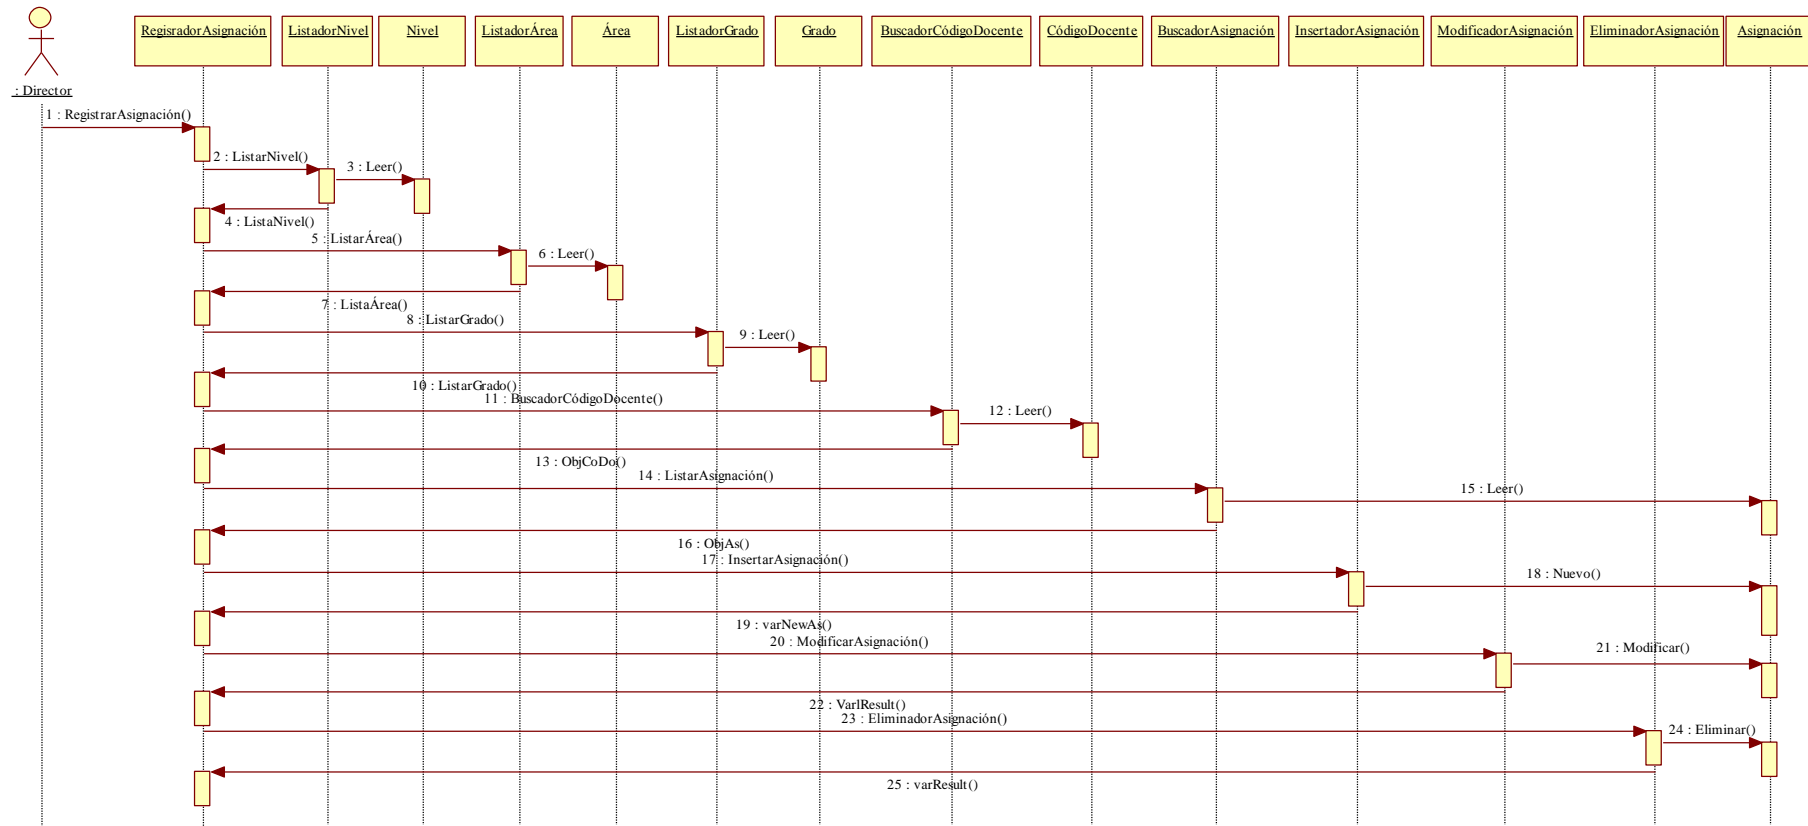 RegisradorAsignación
ListadorNivel
Nivel
ListadorÁrea
Área
ListadorGrado
Grado
BuscadorCódigoDocente
CódigoDocente
BuscadorAsignación
InsertadorAsignación
ModificadorAsignación
EliminadorAsignación
Asignación
: Director
1 : RegistrarAsignación()
2 : ListarNivel()
3 : Leer()
4 : ListaNivel()
5 : ListarÁrea()
6 : Leer()
7 : ListaÁrea()
8 : ListarGrado()
9 : Leer()
10 : ListarGrado()
11 : BuscadorCódigoDocente()
12 : Leer()
13 : ObjCoDo()
14 : ListarAsignación()
15 : Leer()
16 : ObjAs()
17 : InsertarAsignación()
18 : Nuevo()
19 : varNewAs()
20 : ModificarAsignación()
21 : Modificar()
22 : VarlResult()
23 : EliminadorAsignación()
24 : Eliminar()
25 : varResult()